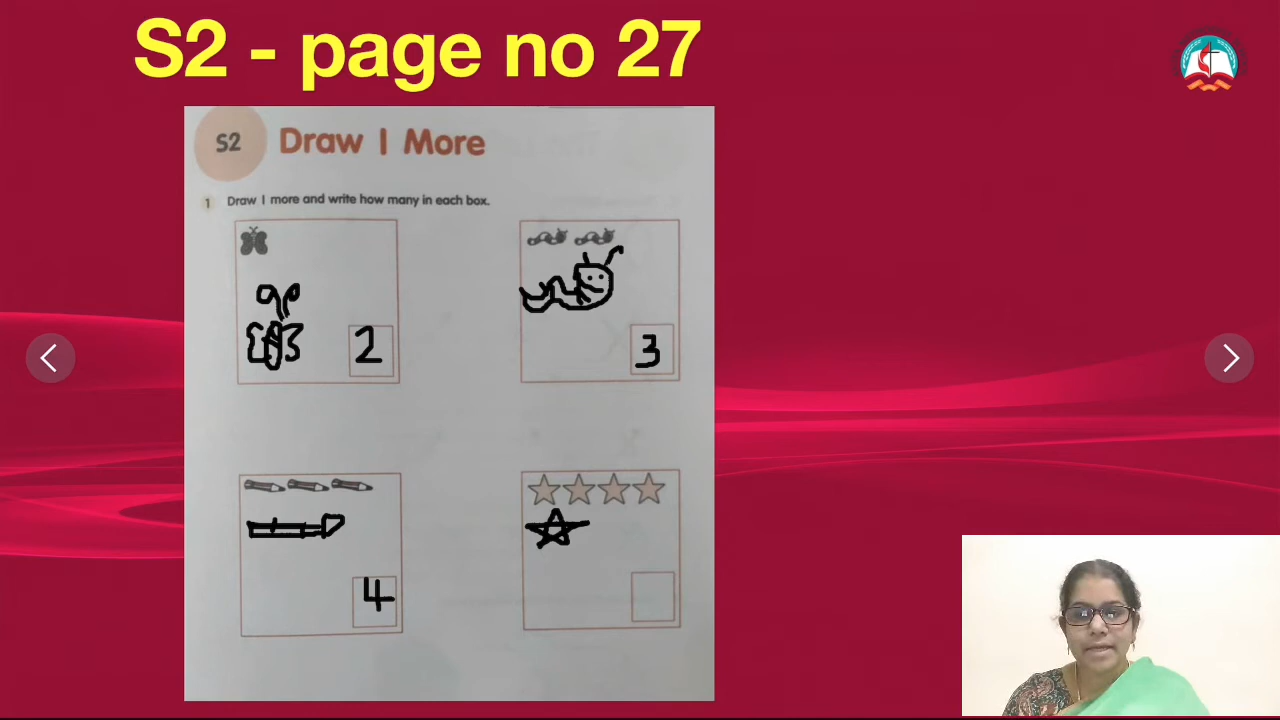 S2 - page no 27
S2 Draw 1 More
1 Draw 1 more and write how many in each box.
2
3
4